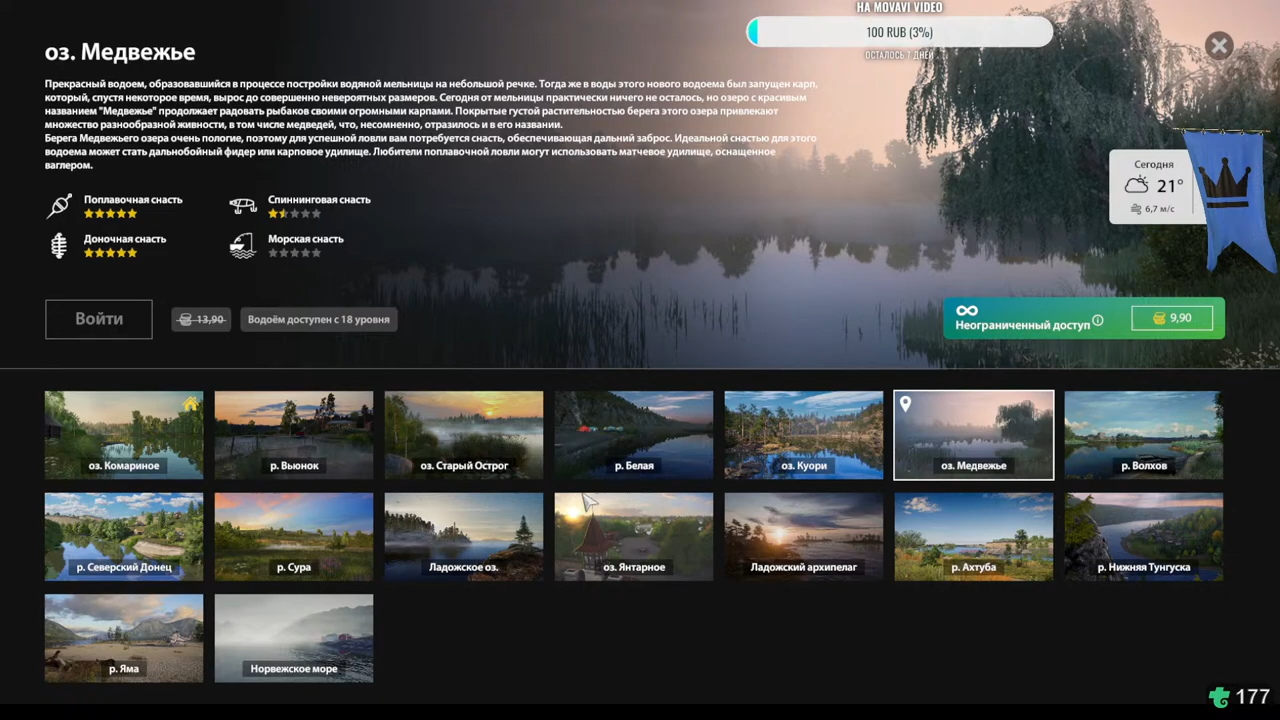 НА MOVAVI VIDEO
100 RUB (3%)
ОСТАЛОСЬ 1 ДНЕЙ
оз. Медвежье
Прекрасный водоем, образовавшийся в процессе постройки водяной мельницы на небольшой речке. Тогда же в воды этого нового водоема был запущен карп,
который, спустя некоторое время, вырос до совершенно невероятных размеров. Сегодня от мельницы практически ничего не осталось, но озеро с красивым
названием "Медвежье" продолжает радовать рыбаков своими огромными карпами. Покрытые густой растительностью берега этого озера привлекают
множество разнообразной живности, в том числе медведей, что, несомненно, отразилось и в его названии.
Берега Медвежьего озера очень пологие, поэтому для успешной ловли вам потребуется снасть, обеспечивающая дальний заброс. Идеальной снастью для этого
водоема может стать дальнобойный фидер или карповое удилище. Любители поплавочной ловли могут использовать матчевое удилище, оснащенное
ваглером.
Сегодня
21°
6,7 м/с
Поплавочная снасть
Спиннинговая снасть
Доночная снасть
Морская снасть
Войти
13,90
Водоём доступен с 18 уровня
Неограниченный доступ
9,90
оз. Комариное
р. Вьюнок
оз. Старый Острог
р. Белая
оз. Куори
оз. Медвежье
р. Волхов
р. Северский Донец
р. Сура
Ладожское оз.
оз. Янтарное
Ладожский архипелаг
р. Ахтуба
р. Нижняя Тунгуска
р. Яма
Норвежское море
177